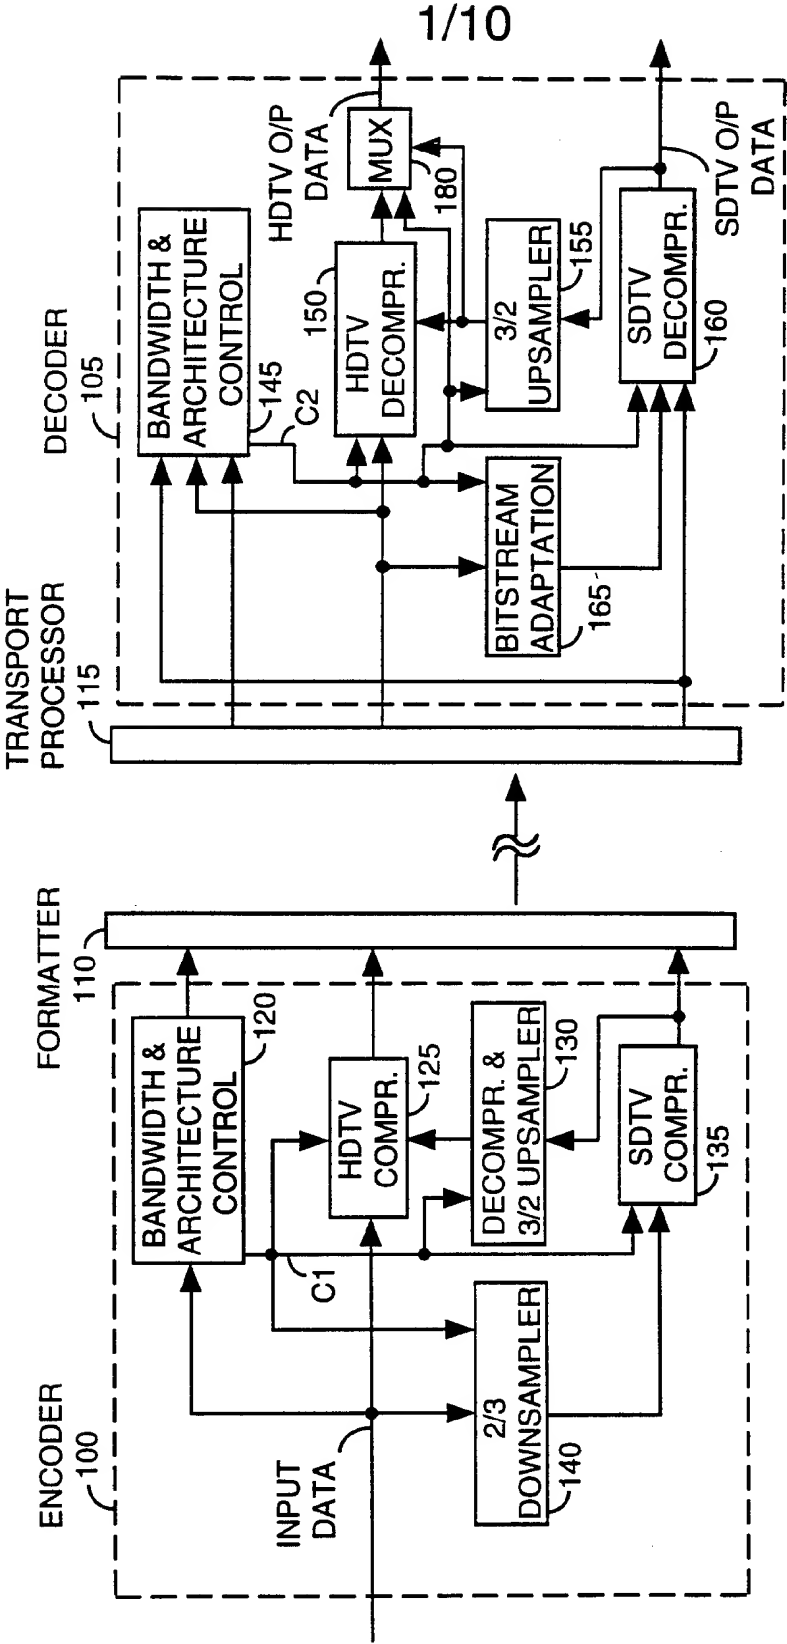 1/10
ENCODER
100
INPUT
DATA
BANDWIDTH &
ARCHITECTURE
CONTROL
120
C1
HDTV
COMPR.
125
DECOMPR. &
3/2 UPSAMPLER
130
2/3
DOWNSAMPLER
140
SDTV
COMPR.
135
FORMATTER
110
TRANSPORT
PROCESSOR
115
DECODER
105
BANDWIDTH &
ARCHITECTURE
CONTROL
145
C2
HDTV
DECOMPR.
150
BITSTREAM
ADAPTATION
165
3/2
UPSAMPLER
155
SDTV
DECOMPR.
160
MUX
180
HDTV O/P
DATA
SDTV O/P
DATA